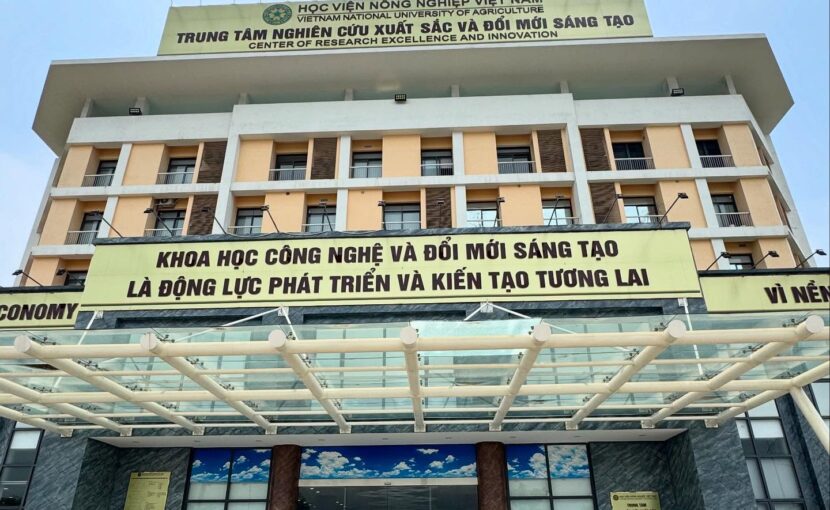 HỌC VIỆN NÔNG NGHIỆP VIỆT NAM
VIETNAM NATIONAL UNIVERSITY OF AGRICULTURE
TRUNG TÂM NGHIÊN CỨU XUẤT SẮC VÀ ĐỔI MỚI SÁNG TẠO
CENTER OF RESEARCH EXCELLENCE AND INNOVATION
KHOA HỌC CÔNG NGHỆ VÀ ĐỔI MỚI SÁNG TẠO
LÀ ĐỘNG LỰC PHÁT TRIỂN VÀ KIẾN TẠO TƯƠNG LAI
CONOMY
VÌ NỀN
TRUNG TÂM